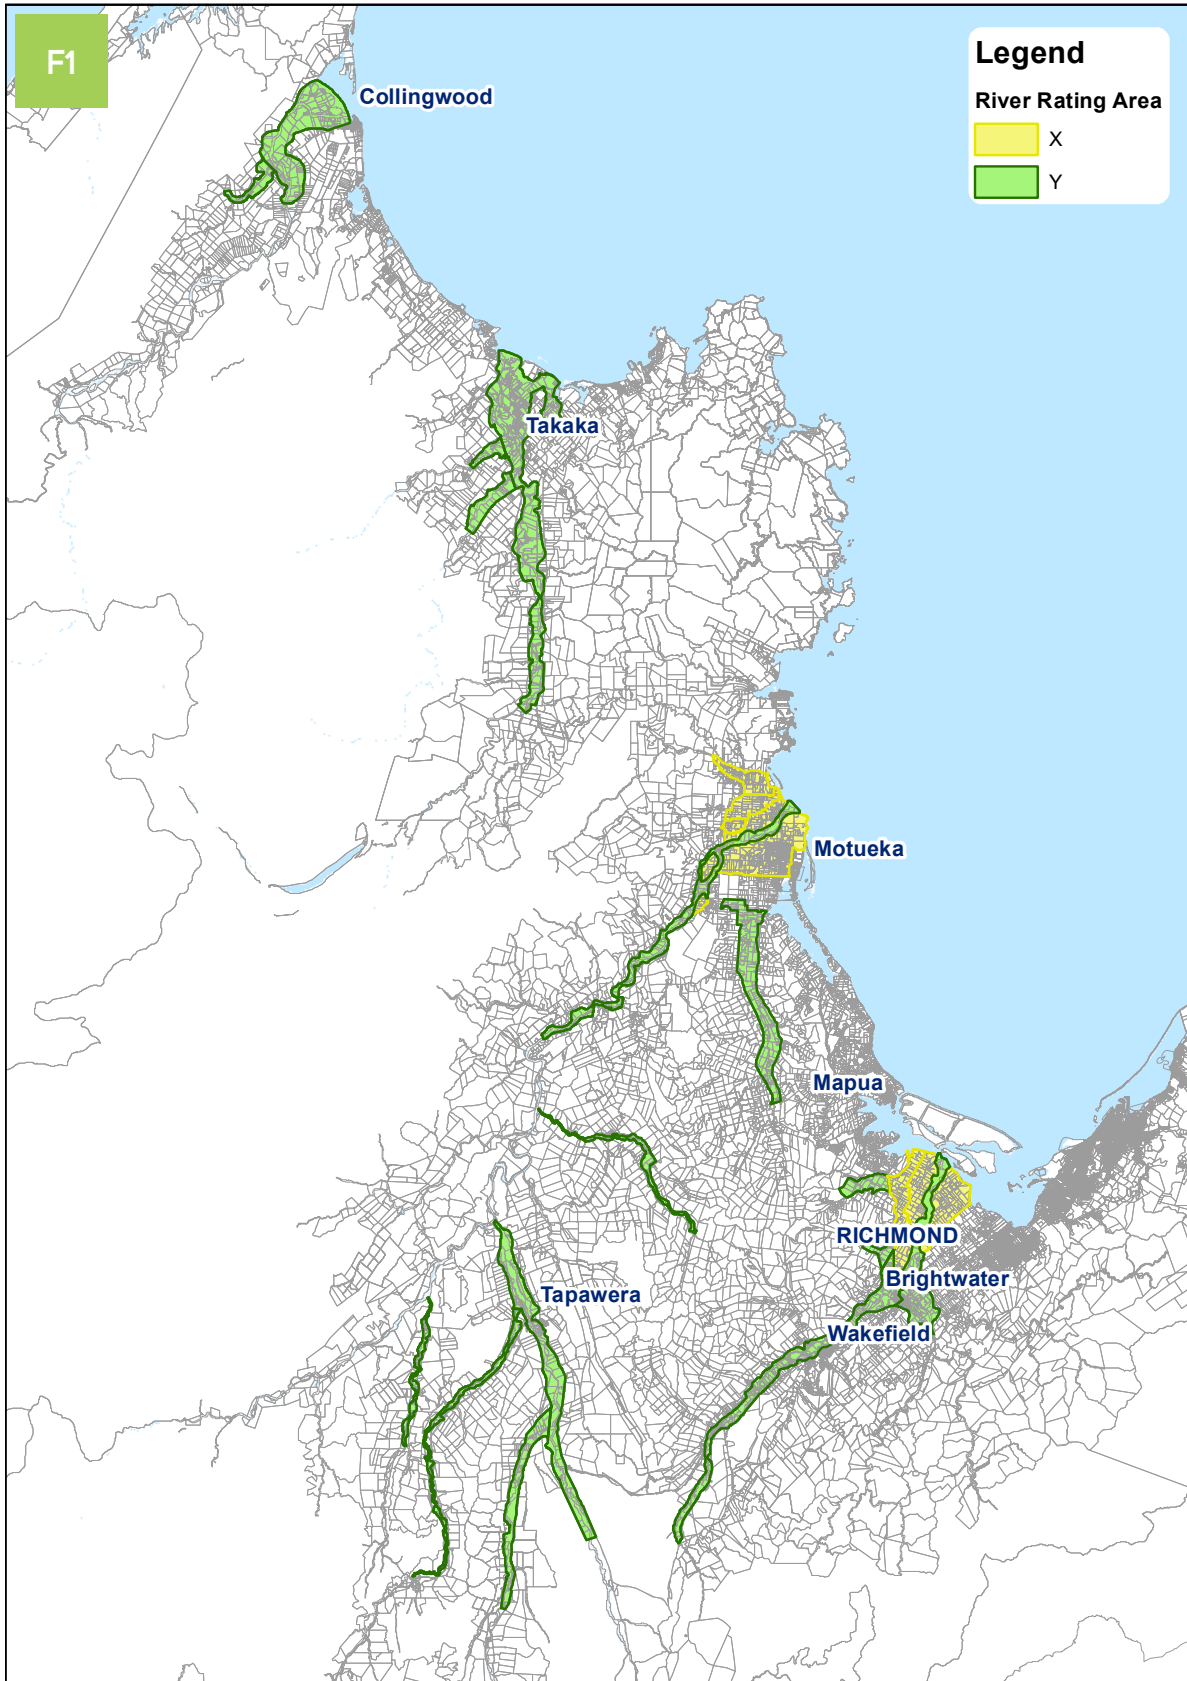 F1
Legend
River Rating Area
X
Y
Collingwood
Takaka
Motueka
Mapua
RICHMOND
Brightwater
Tapawera
Wakefield